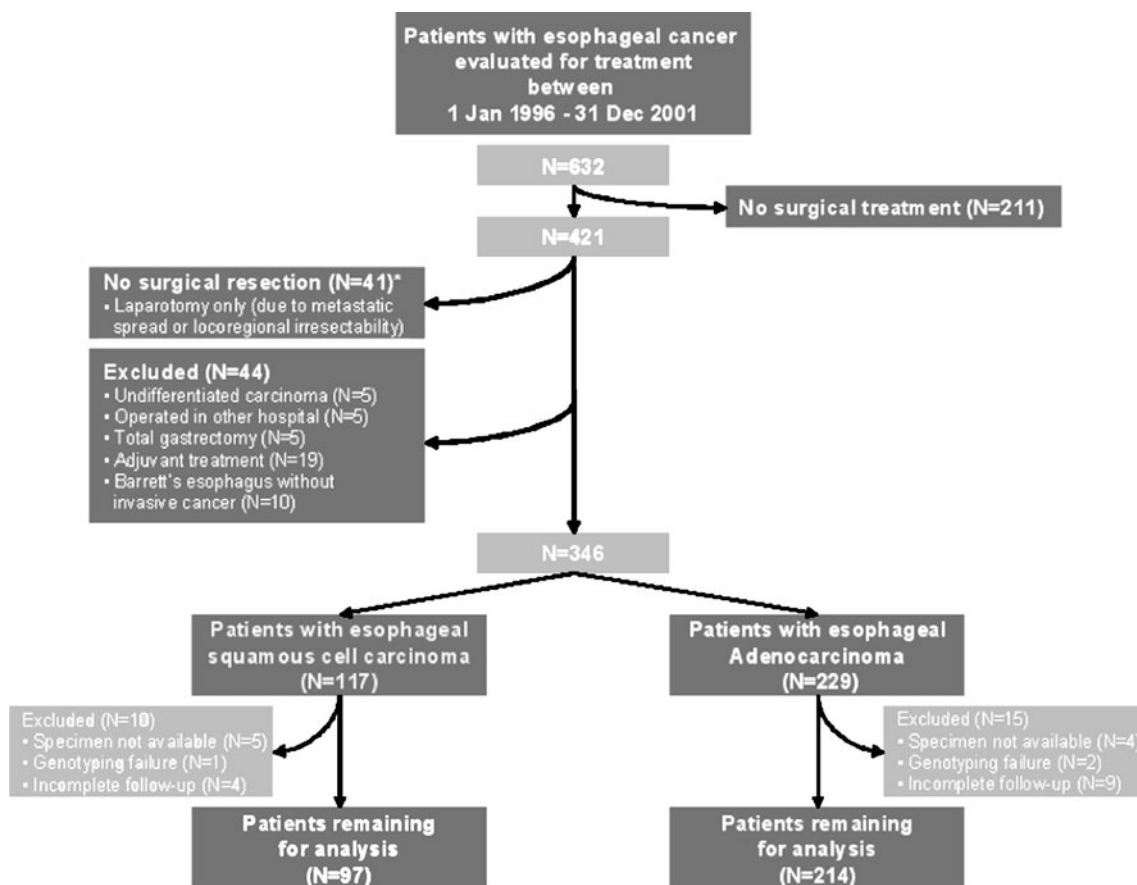 Patients with esophageal cancer
evaluated for treatment
between
1 Jan 1996 - 31 Dec 2001
N=632
No surgical treatment (N=211)
N=421
No surgical resection (N=41)*
▪ Laparotomy only (due to metastatic
spread or locoregional irresectability)
Excluded (N=44)
▪ Undifferentiated carcinoma (N=5)
▪ Operated in other hospital (N=5)
▪ Total gastrectomy (N=5)
▪ Adjuvant treatment (N=19)
▪ Barrett's esophagus without
invasive cancer (N=10)
N=346
Patients with esophageal
squamous cell carcinoma
(N=117)
Patients with esophageal
Adenocarcinoma
(N=229)
Excluded (N=10)
▪ Specimen not available (N=5)
▪ Genotyping failure (N=1)
▪ Incomplete follow-up (N=4)
Excluded (N=15)
▪ Specimen not available (N=4)
▪ Genotyping failure (N=2)
▪ Incomplete follow-up (N=9)
Patients remaining
for analysis
(N=97)
Patients remaining
for analysis
(N=214)